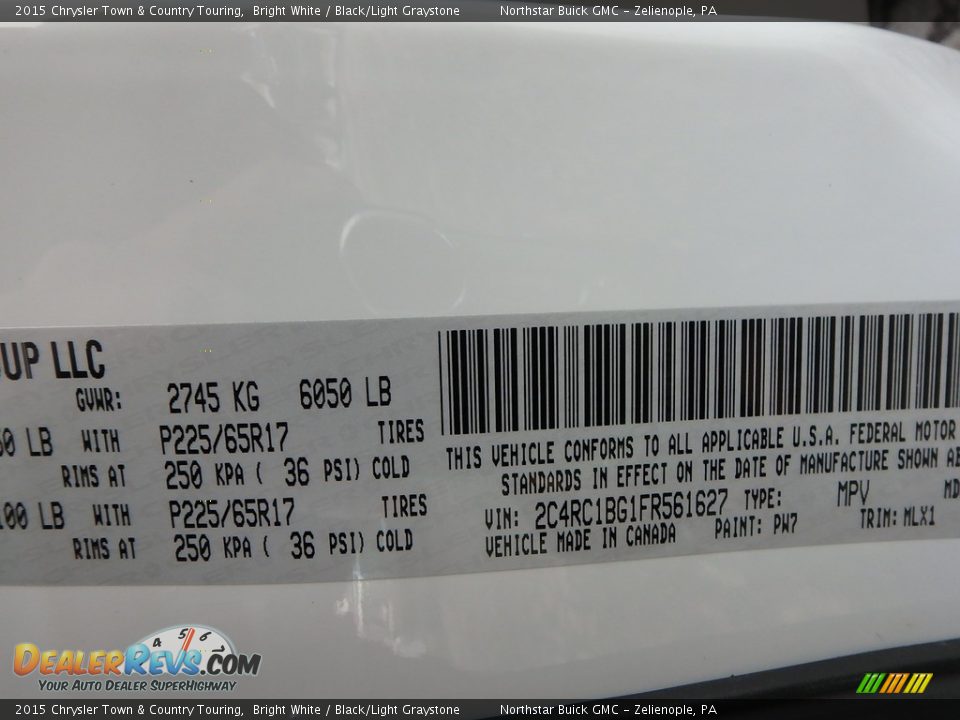 2015 Chrysler Town & Country Touring, Bright White / Black/Light Graystone Northstar Buick GMC - Zelienople, PA
LLC
GVWR: 2745 KG 6050 LB
LB WITH P225/65R17 TIRES
RIMS AT 250 KPA ( 36 PSI) COLD
LB WITH P225/65R17 TIRES
RIMS AT 250 KPA ( 36 PSI) COLD
THIS VEHICLE CONFORMS TO ALL APPLICABLE U.S.A. FEDERAL MOTOR
STANDARDS IN EFFECT ON THE DATE OF MANUFACTURE SHOWN
VIN: 2C4RC1BG1FR561627 TYPE: MPV
VEHICLE MADE IN CANADA PAINT: PW7 TRIM: MLX1
4 5 6 7
DEALERREVS.COM
YOUR AUTO DEALER SUPERHIGHWAY
2015 Chrysler Town & Country Touring, Bright White / Black/Light Graystone Northstar Buick GMC - Zelienople, PA